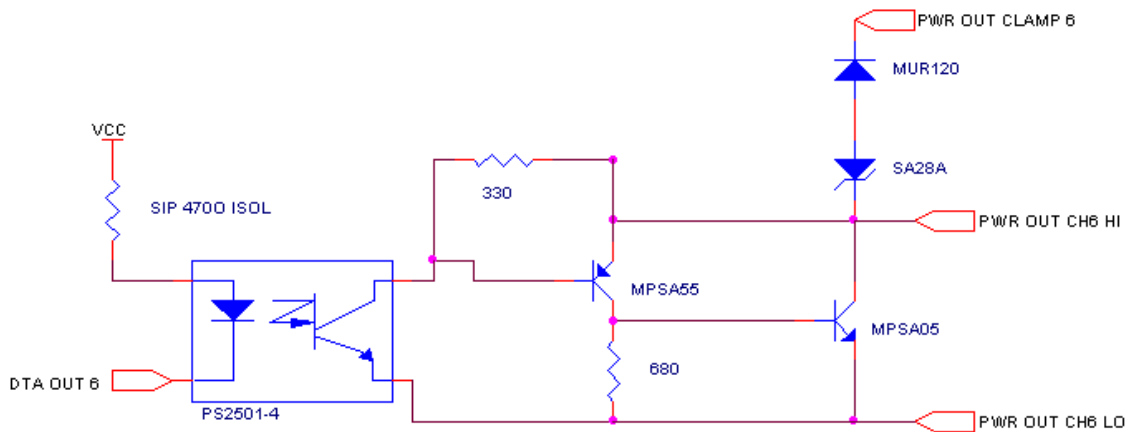 PWR OUT CLAMP 6
MUR120
VCC
SA28A
330
SIP 470O ISOL
PWR OUT CH6 HI
MPSA55
MPSA05
680
DTA OUT 6
PS2501-4
PWR OUT CH6 LO